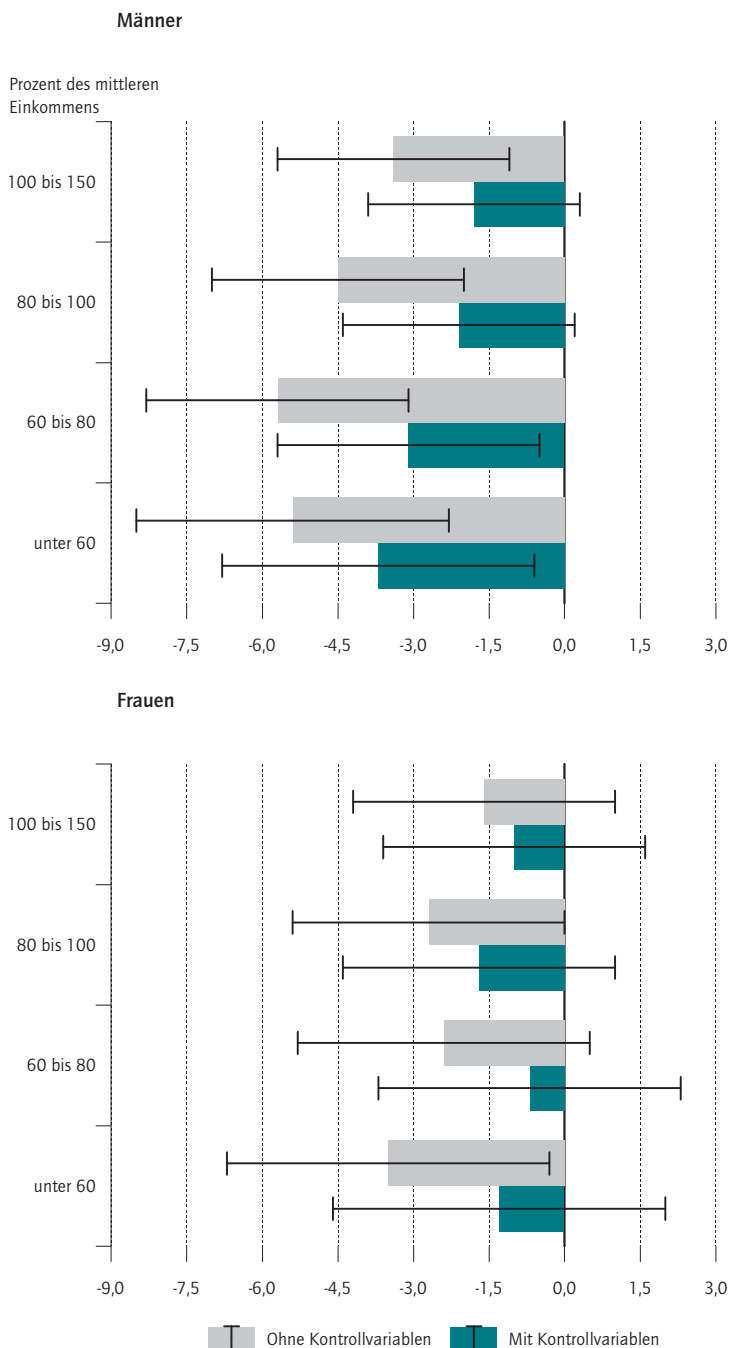 Männer
Prozent des mittleren
Einkommens
100 bis 150
80 bis 100
60 bis 80
unter 60
-9,0 -7,5 -6,0 -4,5 -3,0 -1,5 0,0 1,5 3,0
Frauen
100 bis 150
80 bis 100
60 bis 80
unter 60
-9,0 -7,5 -6,0 -4,5 -3,0 -1,5 0,0 1,5 3,0
Ohne Kontrollvariablen Mit Kontrollvariablen